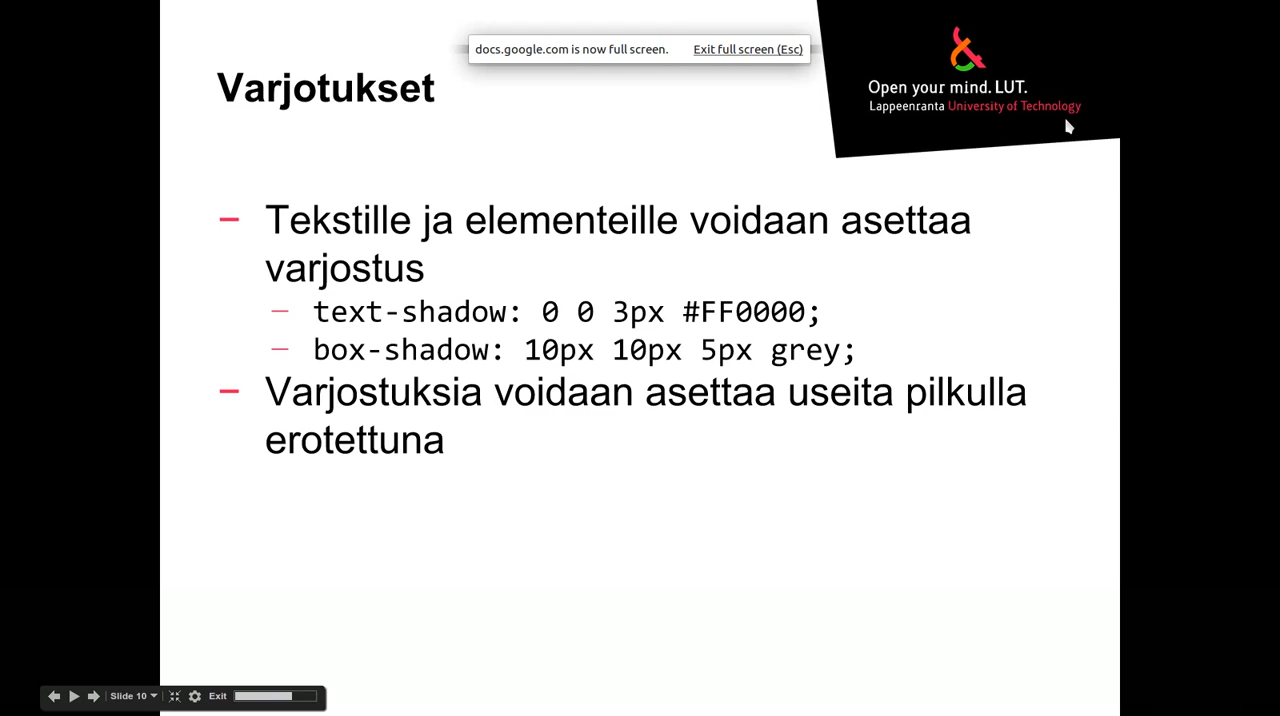 docs.google.com is now full screen. Exit full screen (Esc)
Varjotukset
Open your mind. LUT.
Lappeenranta University of Technology
– Tekstille ja elementeille voidaan asettaa
varjostus
– text-shadow: 0 0 3px #FF0000;
– box-shadow: 10px 10px 5px grey;
– Varjostuksia voidaan asettaa useita pilkulla
erotettuna
Slide 10 Exit